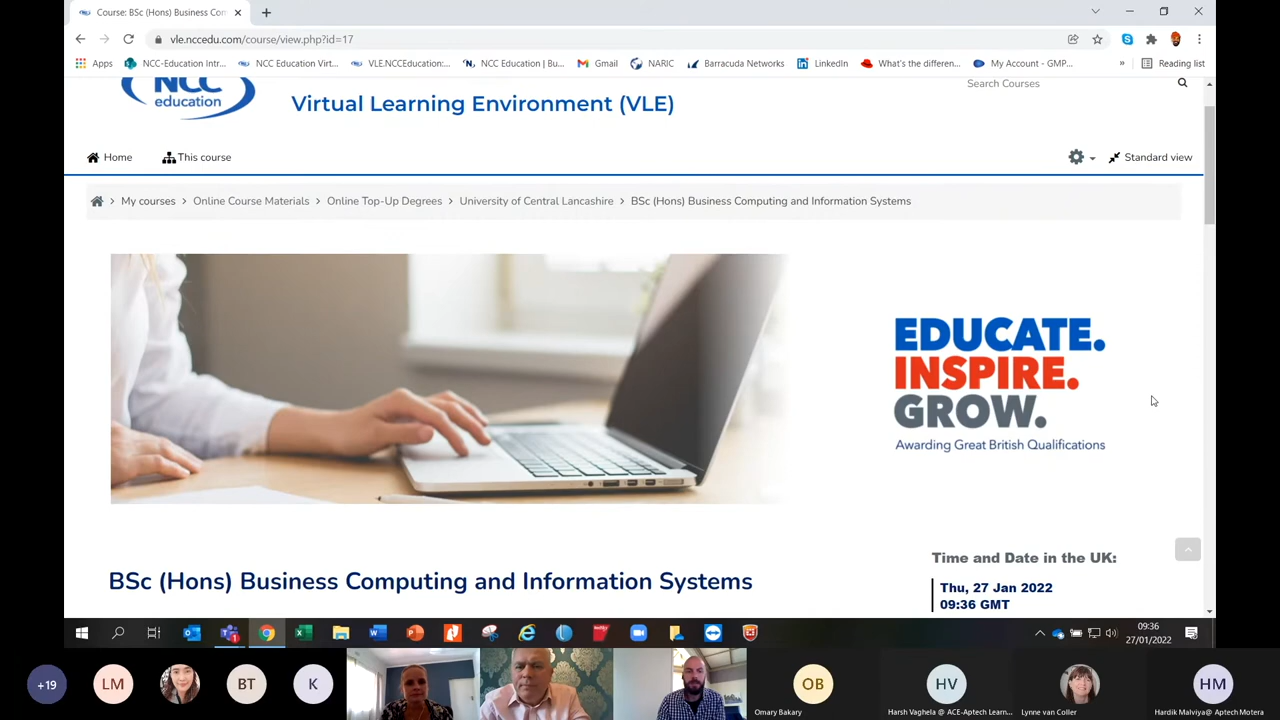 Course: BSc (Hons) Business Com
vle.nccedu.com/course/view.php?id=17
Apps
NCC-Education Intr...
NCC Education Virt...
VLE.NCCEducation:...
NCC Education | Bu...
Gmail
NARIC
Barracuda Networks
LinkedIn
What's the differen...
My Account - GMP...
»
Reading list
NCC
education
Virtual Learning Environment (VLE)
Search Courses
Home
This course
Standard view
My courses
Online Course Materials
Online Top-Up Degrees
University of Central Lancashire
BSc (Hons) Business Computing and Information Systems
EDUCATE.
INSPIRE.
GROW.
Awarding Great British Qualifications
BSc (Hons) Business Computing and Information Systems
Time and Date in the UK:
Thu, 27 Jan 2022
09:36 GMT
09:36
27/01/2022
+19
LM
BT
K
OB
Omary Bakary
HV
Harsh Vaghela @ ACE-Aptech Learn...
Lynne van Coller
HM
Hardik Malviya@ Aptech Motera